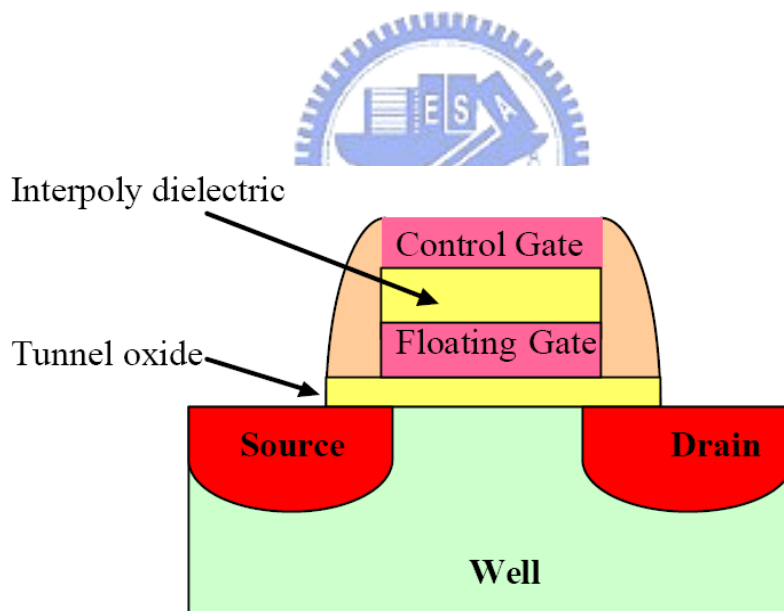 E S A
Interpoly dielectric
Control Gate
Floating Gate
Tunnel oxide
Source
Drain
Well